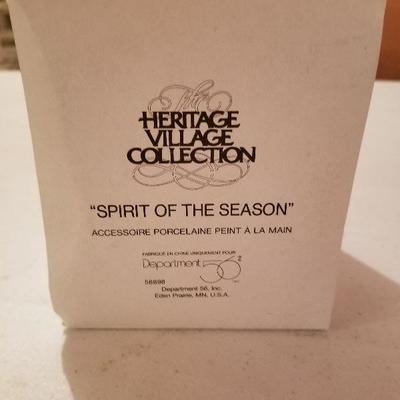 The
HERITAGE
VILLAGE
COLLECTION
"SPIRIT OF THE SEASON"
ACCESSOIRE PORCELAINE PEINT À LA MAIN
FABRIQUÉ EN CHINE UNIQUEMENT POUR
Department 56
58898
Department 56, Inc.
Eden Prairie, MN, U.S.A.